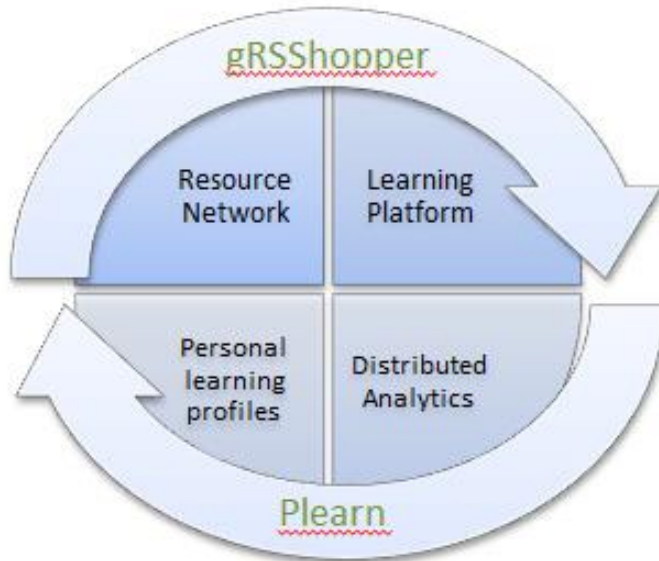 gRSShopper
Resource
Network
Learning
Platform
Personal
learning
profiles
Distributed
Analytics
Plearn